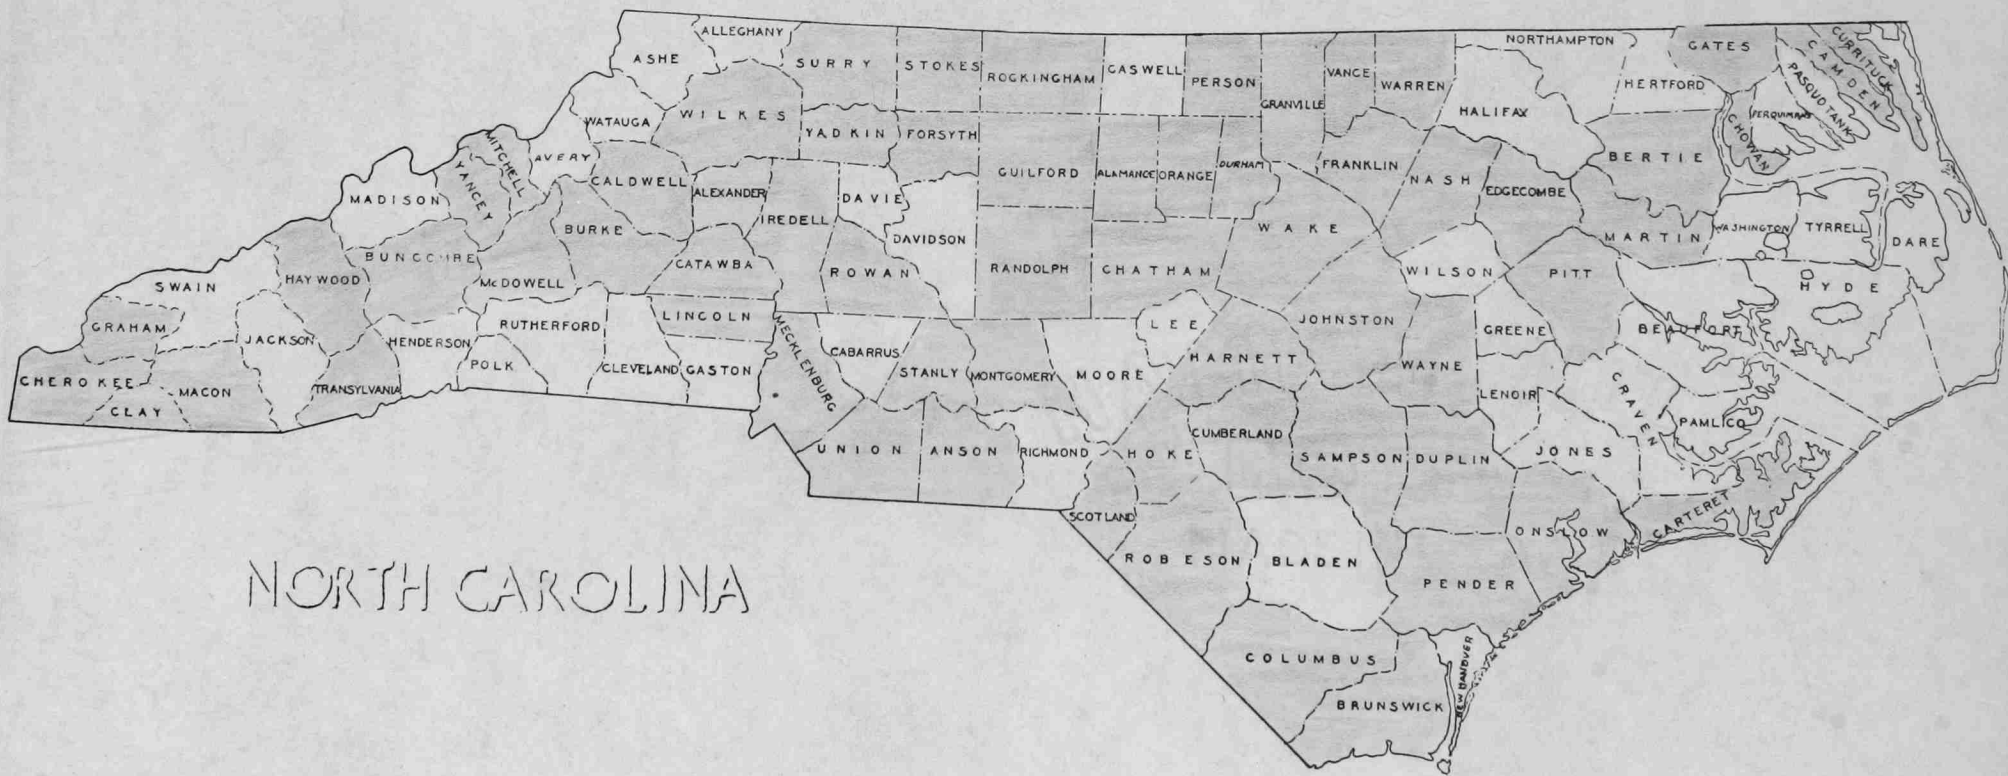 ALLEGHANY
ASHE
SURRY
STOKES
ROCKINGHAM
CASWELL
PERSON
GRANVILLE
VANCE
WARREN
NORTHAMPTON
GATES
CURRITUCK
CAMDEN
PASQUOTANK
PERQUIMANS
CHOWAN
HERTFORD
HALIFAX
BERTIE
WATAUGA
WILKES
YADKIN
FORSYTH
GUILFORD
ALAMANCE
ORANGE
DURHAM
FRANKLIN
NASH
EDGECOMBE
MARTIN
WASHINGTON
TYRRELL
DARE
MITCHELL
AVERY
YANCEY
MADISON
CALDWELL
ALEXANDER
IREDELL
DAVIE
DAVIDSON
WAKE
BURKE
BUNCOMBE
HAYWOOD
McDOWELL
CATAWBA
ROWAN
RANDOLPH
CHATHAM
WILSON
PITT
HYDE
SWAIN
GRAHAM
JACKSON
HENDERSON
RUTHERFORD
POLK
CLEVELAND
LINCOLN
GASTON
MECKLENBURG
CABARRUS
STANLY
MONTGOMERY
MOORE
LEE
HARNETT
JOHNSTON
WAYNE
GREENE
BEAUFORT
CHEROKEE
CLAY
MACON
TRANSYLVANIA
LENOIR
CRAVEN
PAMLICO
UNION
ANSON
RICHMOND
HOKE
CUMBERLAND
SAMPSON
DUPLIN
JONES
SCOTLAND
ROBESON
BLADEN
ONSLOW
CARTERET
PENDER
COLUMBUS
BRUNSWICK
NEW HANOVER
NORTH CAROLINA